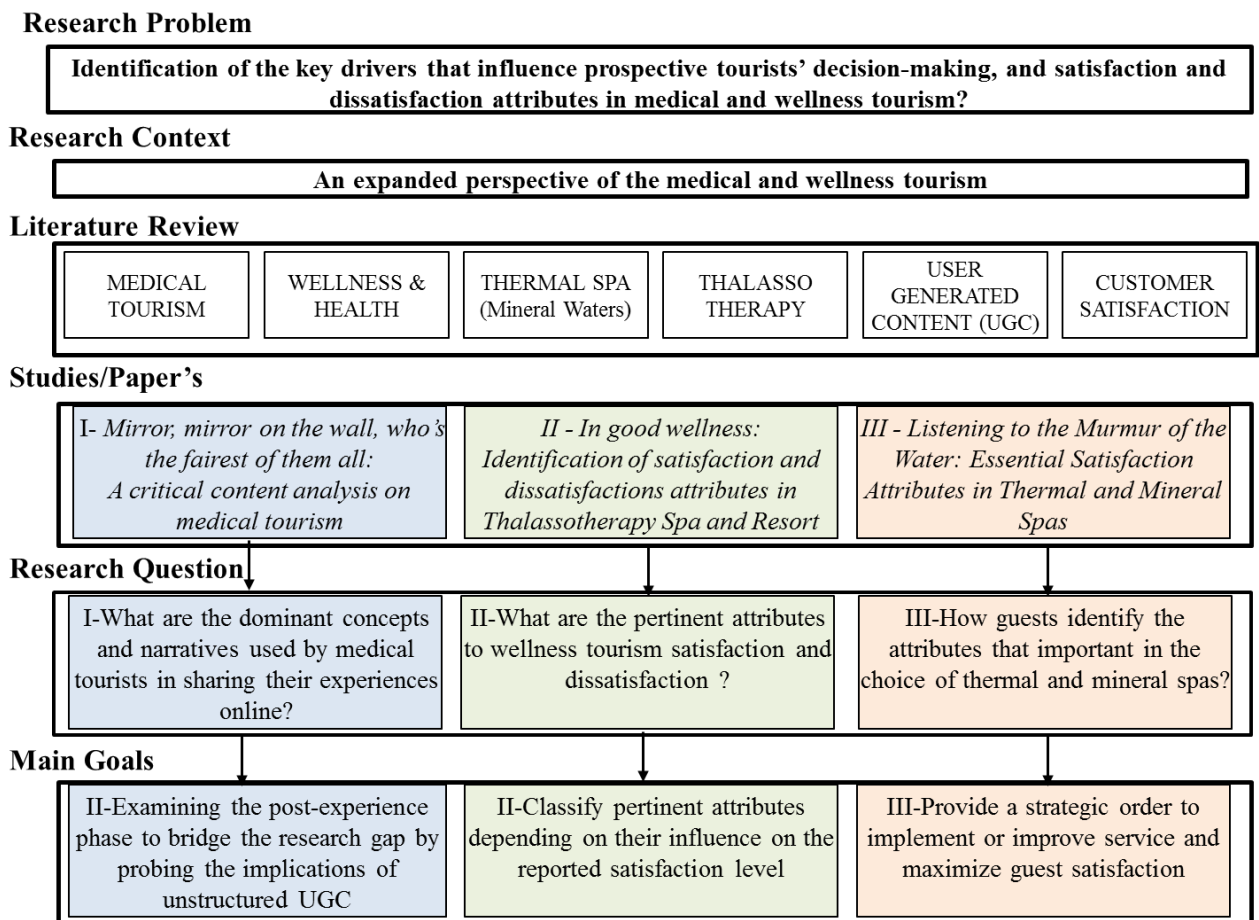 Research Problem
Identification of the key drivers that influence prospective tourists’ decision-making, and satisfaction and
dissatisfaction attributes in medical and wellness tourism?
Research Context
An expanded perspective of the medical and wellness tourism
Literature Review
MEDICAL
TOURISM
WELLNESS &
HEALTH
THERMAL SPA
(Mineral Waters)
THALASSO
THERAPY
USER
GENERATED
CONTENT (UGC)
CUSTOMER
SATISFACTION
Studies/Paper’s
I- Mirror, mirror on the wall, who’s
the fairest of them all:
A critical content analysis on
medical tourism
II - In good wellness:
Identification of satisfaction and
dissatisfactions attributes in
Thalassotherapy Spa and Resort
III - Listening to the Murmur of the
Water: Essential Satisfaction
Attributes in Thermal and Mineral
Spas
Research Question
I-What are the dominant concepts
and narratives used by medical
tourists in sharing their experiences
online?
II-What are the pertinent attributes
to wellness tourism satisfaction and
dissatisfaction ?
III-How guests identify the
attributes that important in the
choice of thermal and mineral spas?
Main Goals
II-Examining the post-experience
phase to bridge the research gap by
probing the implications of
unstructured UGC
II-Classify pertinent attributes
depending on their influence on the
reported satisfaction level
III-Provide a strategic order to
implement or improve service and
maximize guest satisfaction